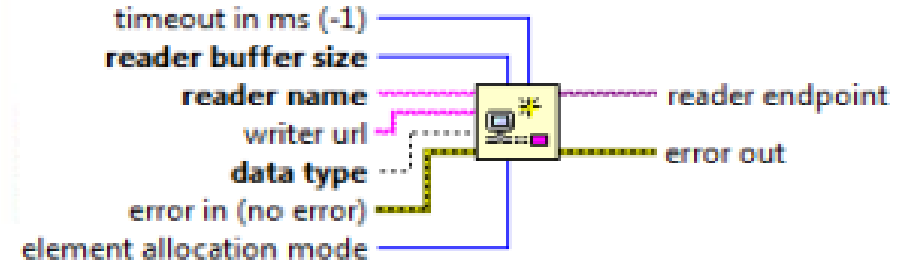 timeout in ms (-1)
reader buffer size
reader name
writer url
data type
error in (no error)
element allocation mode
reader endpoint
error out